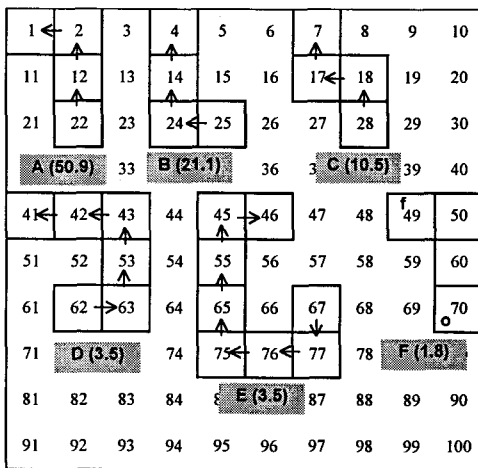 1 2 3 4 5 6 7 8 9 10
11 12 13 14 15 16 17 18 19 20
21 22 23 24 25 26 27 28 29 30
A (50.9) 33 B (21.1) 36 C (10.5) 39 40
41 42 43 44 45 46 47 48 f 49 50
51 52 53 54 55 56 57 58 59 60
61 62 63 64 65 66 67 68 69 o 70
71 D (3.5) 74 75 76 77 78 F (1.8)
81 82 83 84 E (3.5) 87 88 89 90
91 92 93 94 95 96 97 98 99 100